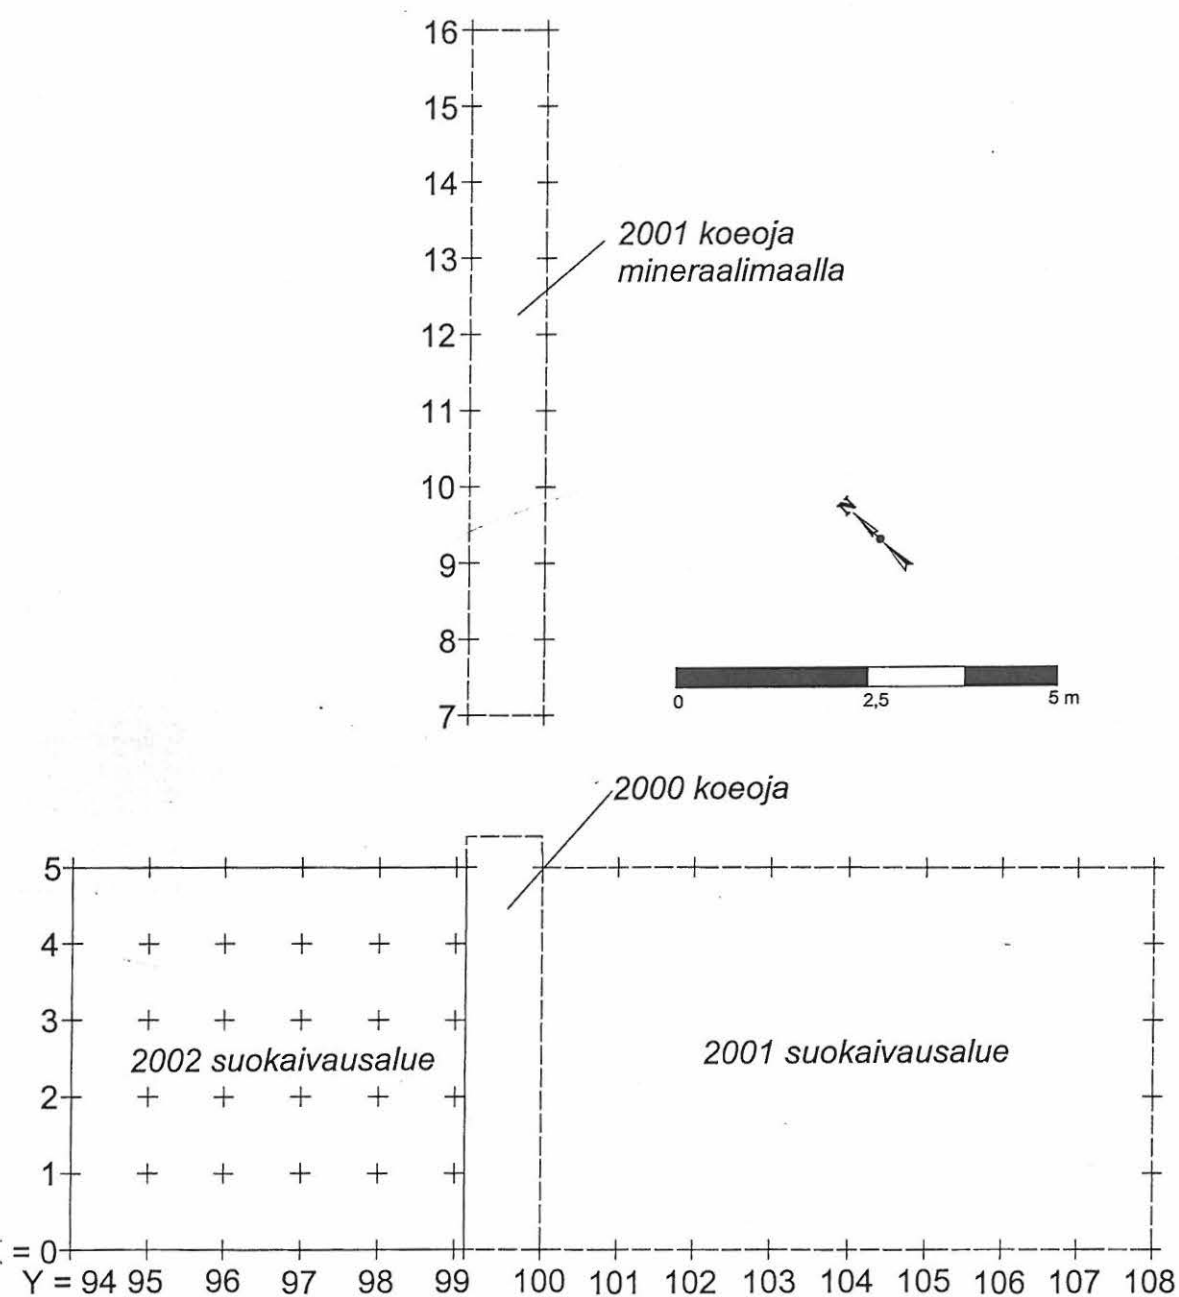 16
15
14
2001 koeoja
13
mineraalimaalla
12
11
10
N
9
8
0 2,5 5 m
7
2000 koeoja
5
4
3
2002 suokaivausalue
2001 suokaivausalue
2
1
= 0
Y = 94 95 96 97 98 99 100 101 102 103 104 105 106 107 108